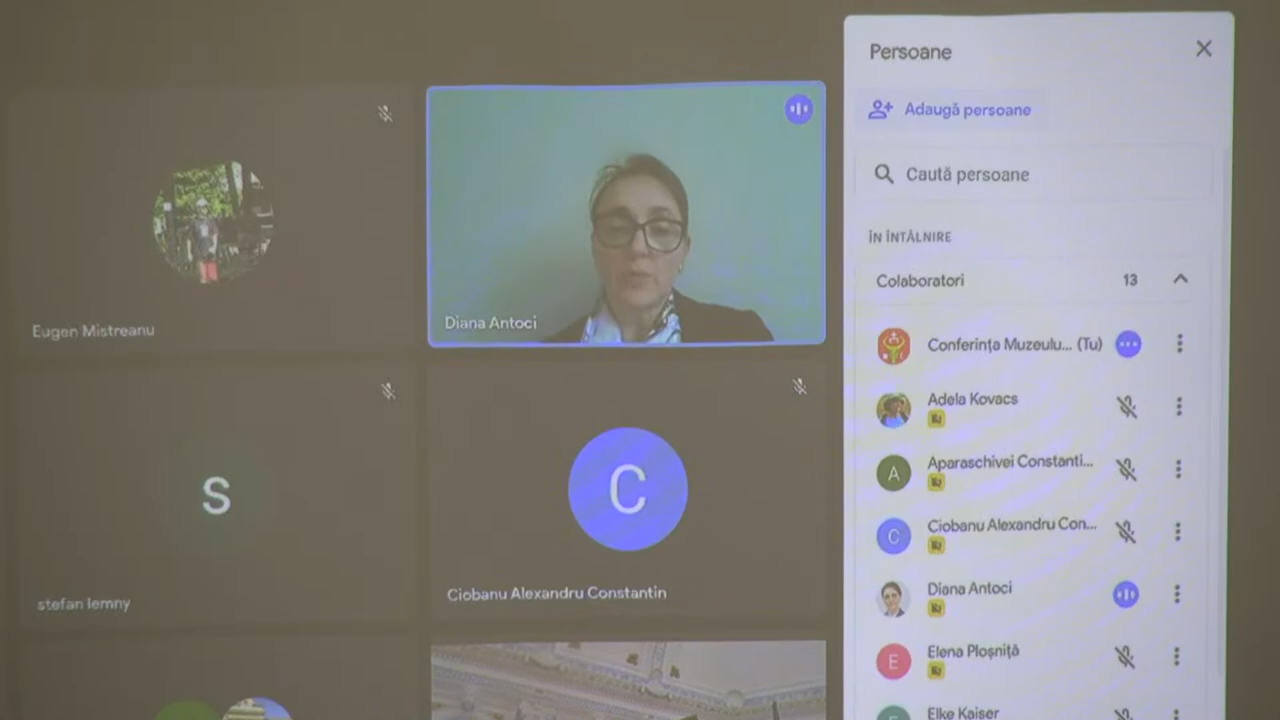 Eugen Mistreanu
Diana Antoci
S
stefan lemny
C
Ciobanu Alexandru Constantin
Persoane
Adaugă persoane
Caută persoane
ÎN ÎNTÂLNIRE
Colaboratori 13
Conferința Muzeulu... (Tu)
Adela Kovacs
A Aparaschivei Constanti...
C Ciobanu Alexandru Con...
Diana Antoci
E Elena Ploșniță
Elke Kaiser